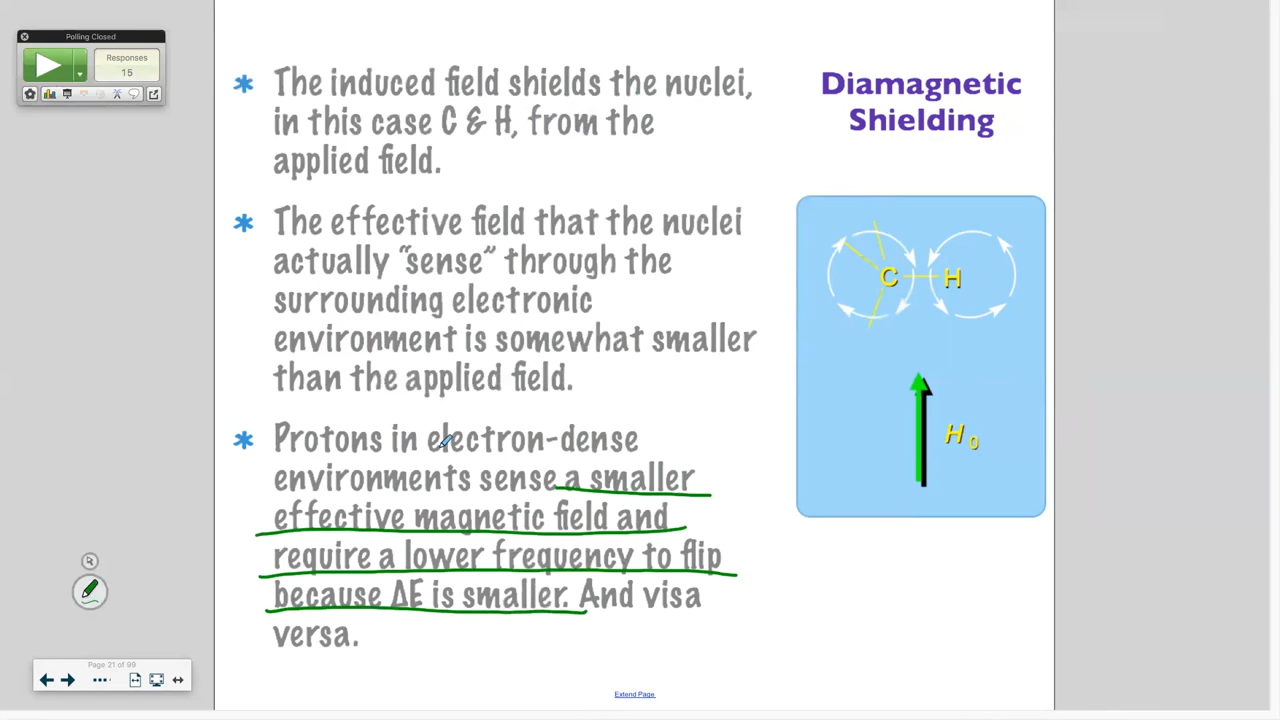 Polling Closed
Responses
15
The induced field shields the nuclei,
in this case C & H, from the
applied field.
The effective field that the nuclei
actually “sense” through the
surrounding electronic
environment is somewhat smaller
than the applied field.
Protons in electron-dense
environments sense a smaller
effective magnetic field and
require a lower frequency to flip
because ΔE is smaller. And visa
versa.
Diamagnetic
Shielding
C H
H 0
Page 21 of 99
Extend Page